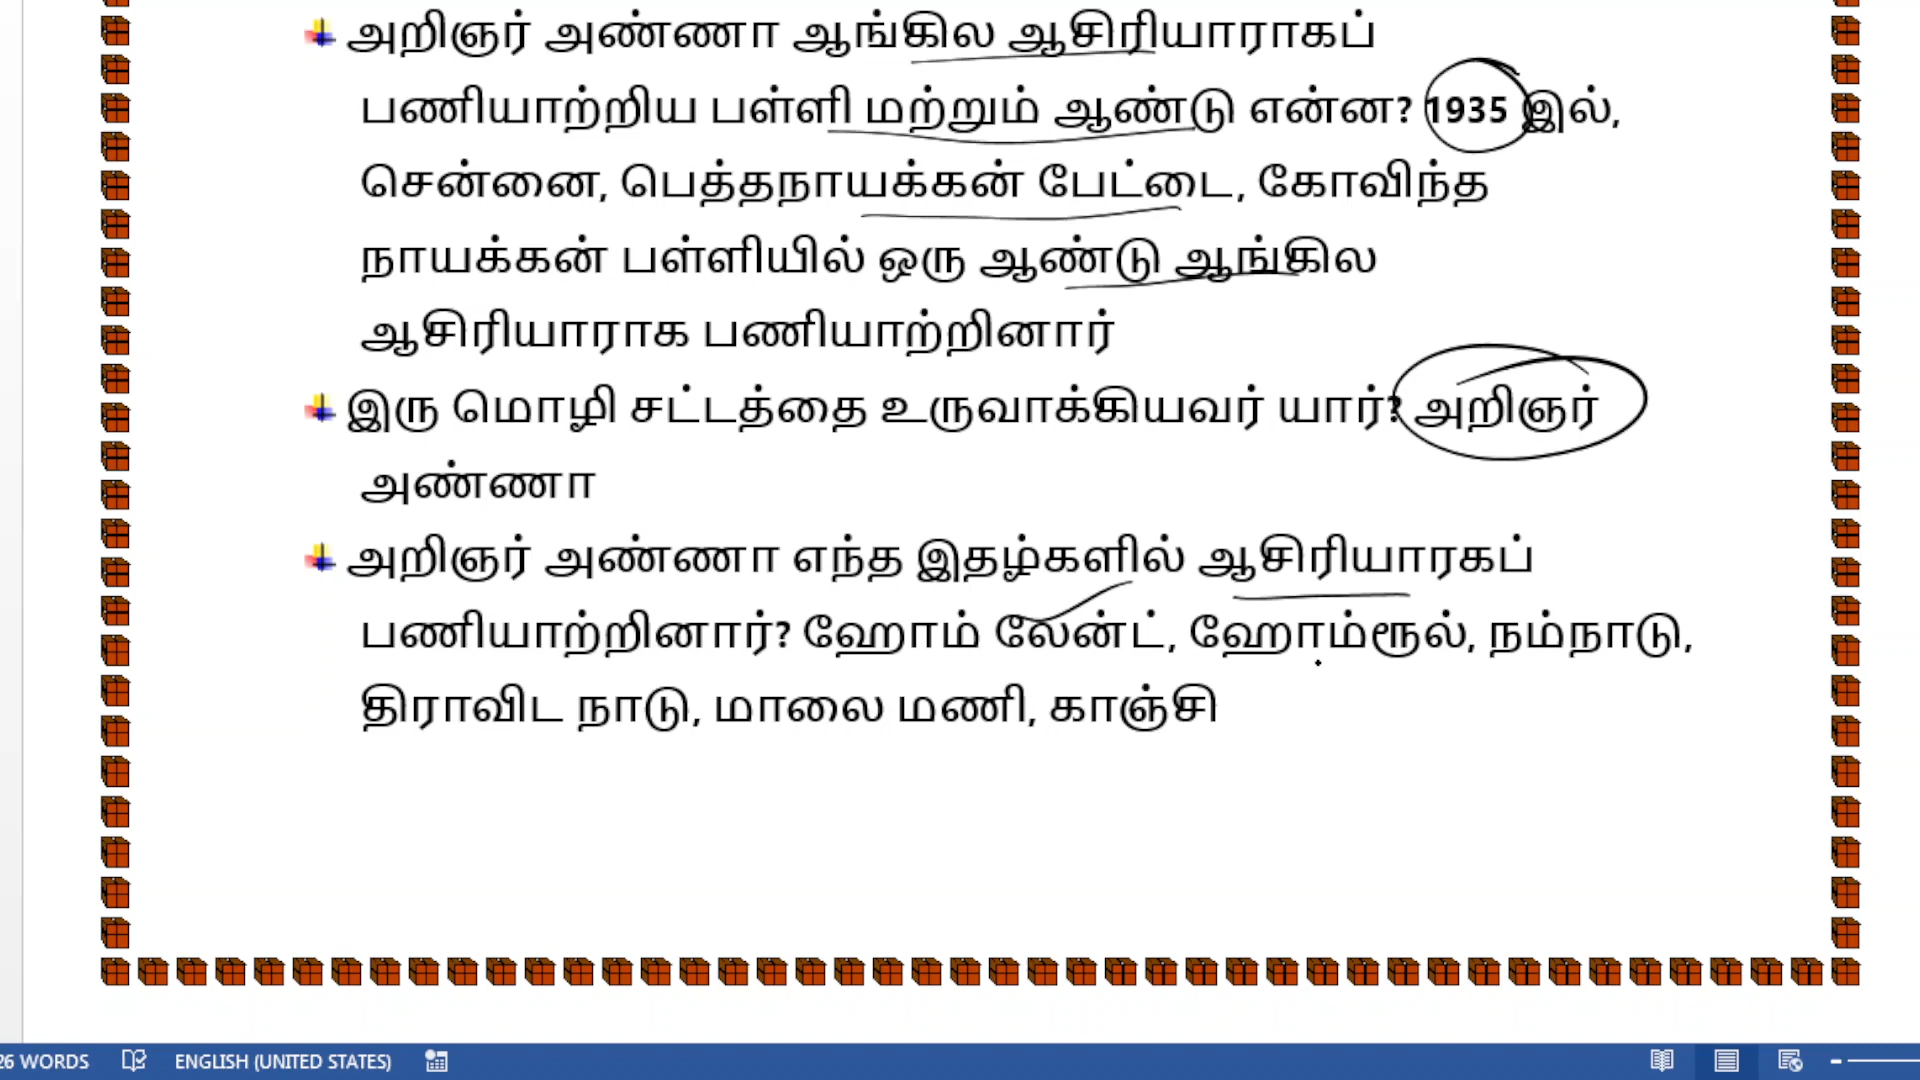 அறிஞர் அண்ணா ஆங்கில ஆசிரியாராகப்
பணியாற்றிய பள்ளி மற்றும் ஆண்டு என்ன? 1935 இல்,
சென்னை, பெத்தநாயக்கன் பேட்டை, கோவிந்த
நாயக்கன் பள்ளியில் ஒரு ஆண்டு ஆங்கில
ஆசிரியாராக பணியாற்றினார்
இரு மொழி சட்டத்தை உருவாக்கியவர் யார்? அறிஞர்
அண்ணா
அறிஞர் அண்ணா எந்த இதழ்களில் ஆசிரியாரகப்
பணியாற்றினார்? ஹோம் லேன்ட், ஹோம்ரூல், நம்நாடு,
திராவிட நாடு, மாலை மணி, காஞ்சி
26 WORDS ENGLISH (UNITED STATES)